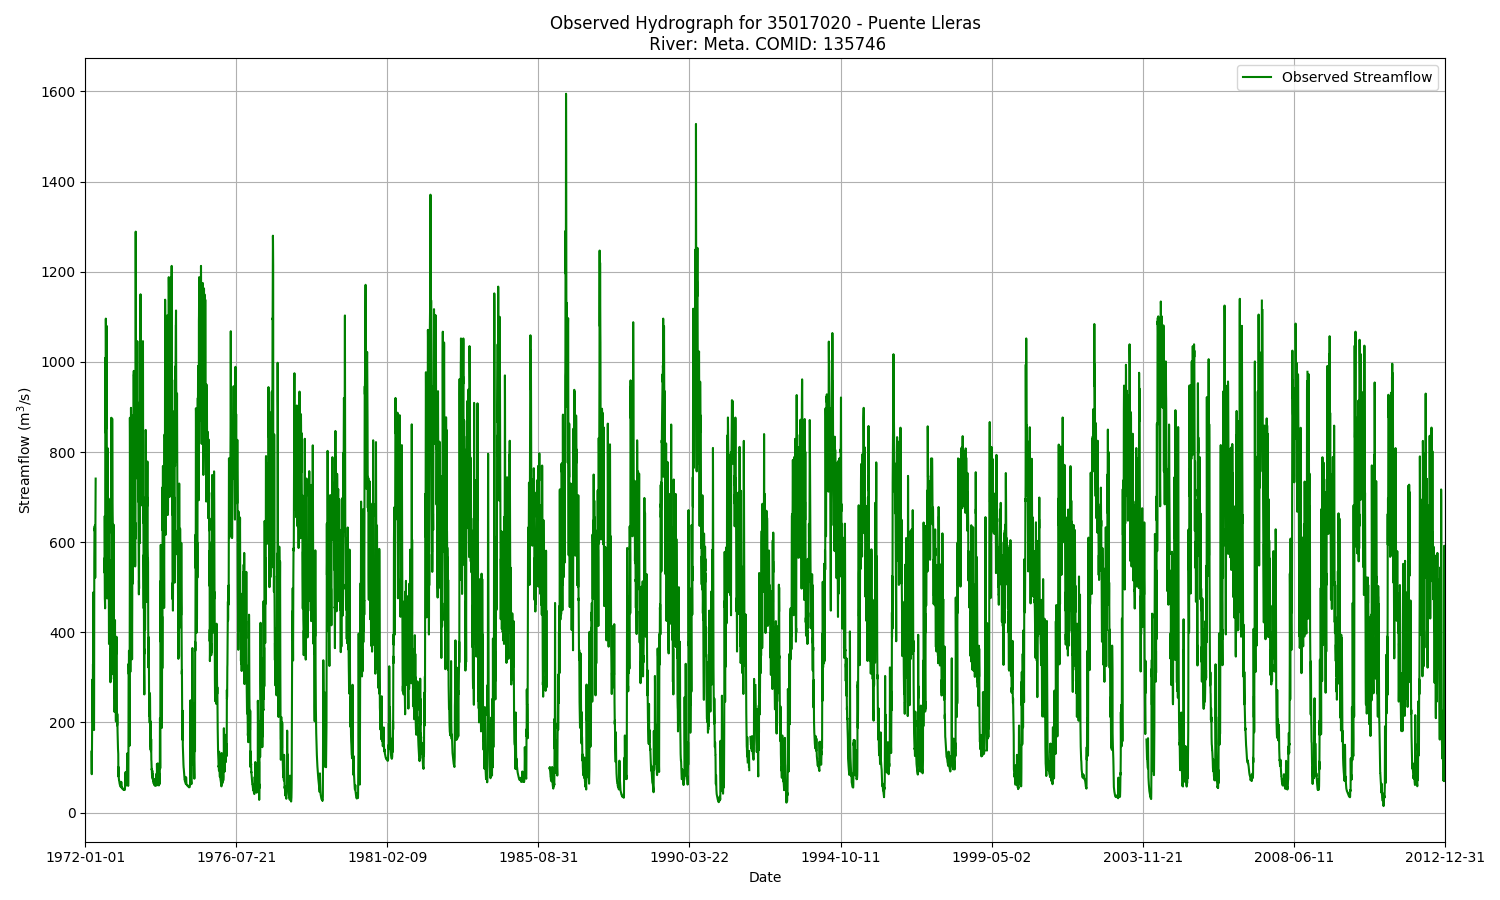 Observed Hydrograph for 35017020 - Puente Lleras
River: Meta. COMID: 135746
Observed Streamflow
1600
1400
1200
1000
800
600
400
200
0
Streamflow (m³/s)
1972-01-01 1976-07-21 1981-02-09 1985-08-31 1990-03-22 1994-10-11 1999-05-02 2003-11-21 2008-06-11 2012-12-31
Date